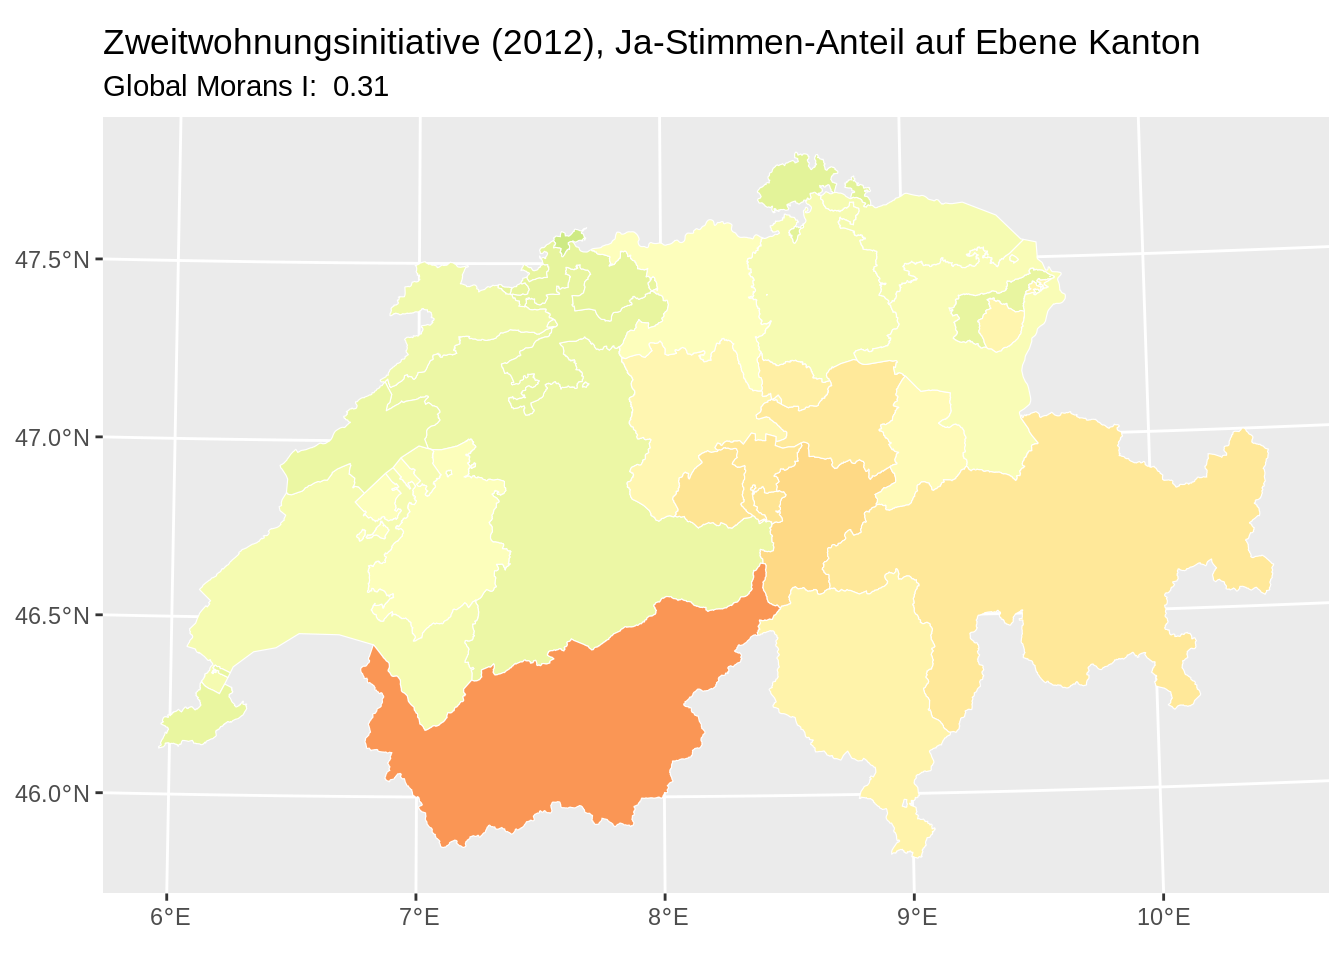 Zweitwohnungsinitiative (2012), Ja-Stimmen-Anteil auf Ebene Kanton
Global Morans I:  0.31
47.5°N
47.0°N
46.5°N
46.0°N
6°E
7°E
8°E
9°E
10°E